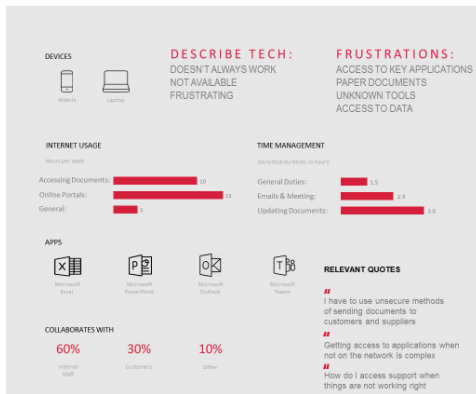 DEVICES
Mobile
Laptop
DESCRIBE TECH:
DOESN'T ALWAYS WORK
NOT AVAILABLE
FRUSTRATING
FRUSTRATIONS:
ACCESS TO KEY APPLICATIONS
PAPER DOCUMENTS
UNKNOWN TOOLS
ACCESS TO DATA
INTERNET USAGE
Hours per week
Accessing Documents: 10
Online Portals: 13
General: 3
TIME MANAGEMENT
Daily task duration, in hours
General Duties: 1.5
Emails & Meeting: 2.5
Updating Documents: 3.0
APPS
Microsoft
Excel
Microsoft
PowerPoint
Microsoft
Outlook
Microsoft
Teams
COLLABORATES WITH
60%
Internal
Staff
30%
Customers
10%
Other
RELEVANT QUOTES
"
I have to use unsecure methods
of sending documents to
customers and suppliers
"
Getting access to applications when
not on the network is complex
"
How do I access support when
things are not working right